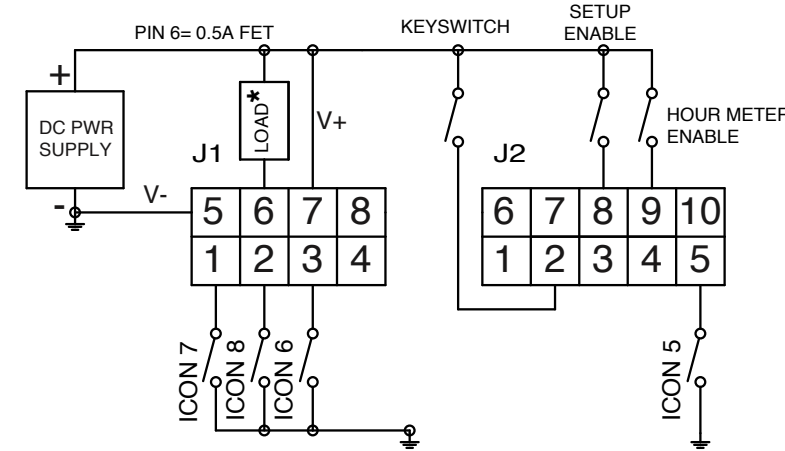 PIN 6= 0.5A FET
KEYSWITCH
SETUP
ENABLE
+
DC PWR
SUPPLY
-
V-
LOAD*
V+
HOUR METER
ENABLE
J1
J2
5 6 7 8
1 2 3 4
6 7 8 9 10
1 2 3 4 5
ICON 7
ICON 8
ICON 6
ICON 5